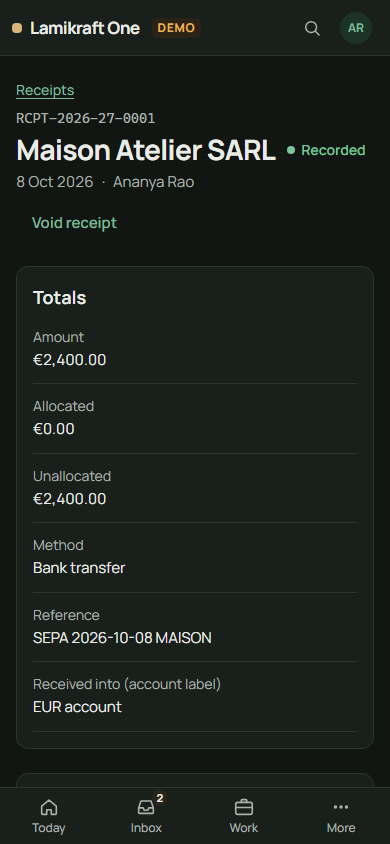 Lamikraft One DEMO AR
Receipts
RCPT-2026-27-0001
Maison Atelier SARL Recorded
8 Oct 2026 · Ananya Rao
Void receipt
Totals
Amount
€2,400.00
Allocated
€0.00
Unallocated
€2,400.00
Method
Bank transfer
Reference
SEPA 2026-10-08 MAISON
Received into (account label)
EUR account
2
Today Inbox Work More